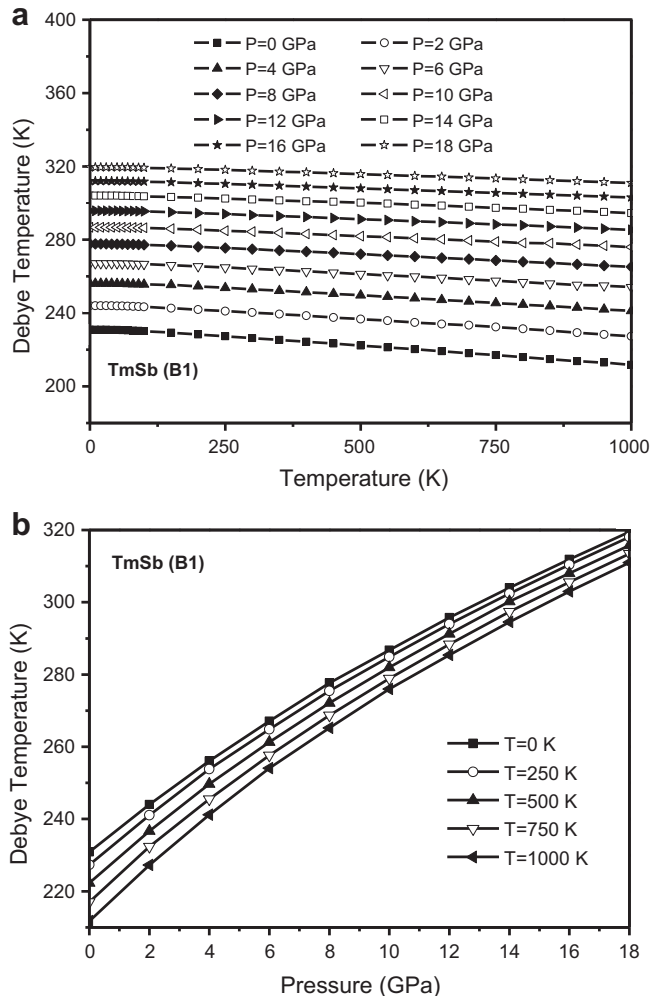 a
400
360
320
280
240
200
Debye Temperature (K)
P=0 GPa P=2 GPa
P=4 GPa P=6 GPa
P=8 GPa P=10 GPa
P=12 GPa P=14 GPa
P=16 GPa P=18 GPa
TmSb (B1)
0 250 500 750 1000
Temperature (K)
b
320
300
280
260
240
220
Debye Temperature (K)
TmSb (B1)
T=0 K
T=250 K
T=500 K
T=750 K
T=1000 K
0 2 4 6 8 10 12 14 16 18
Pressure (GPa)